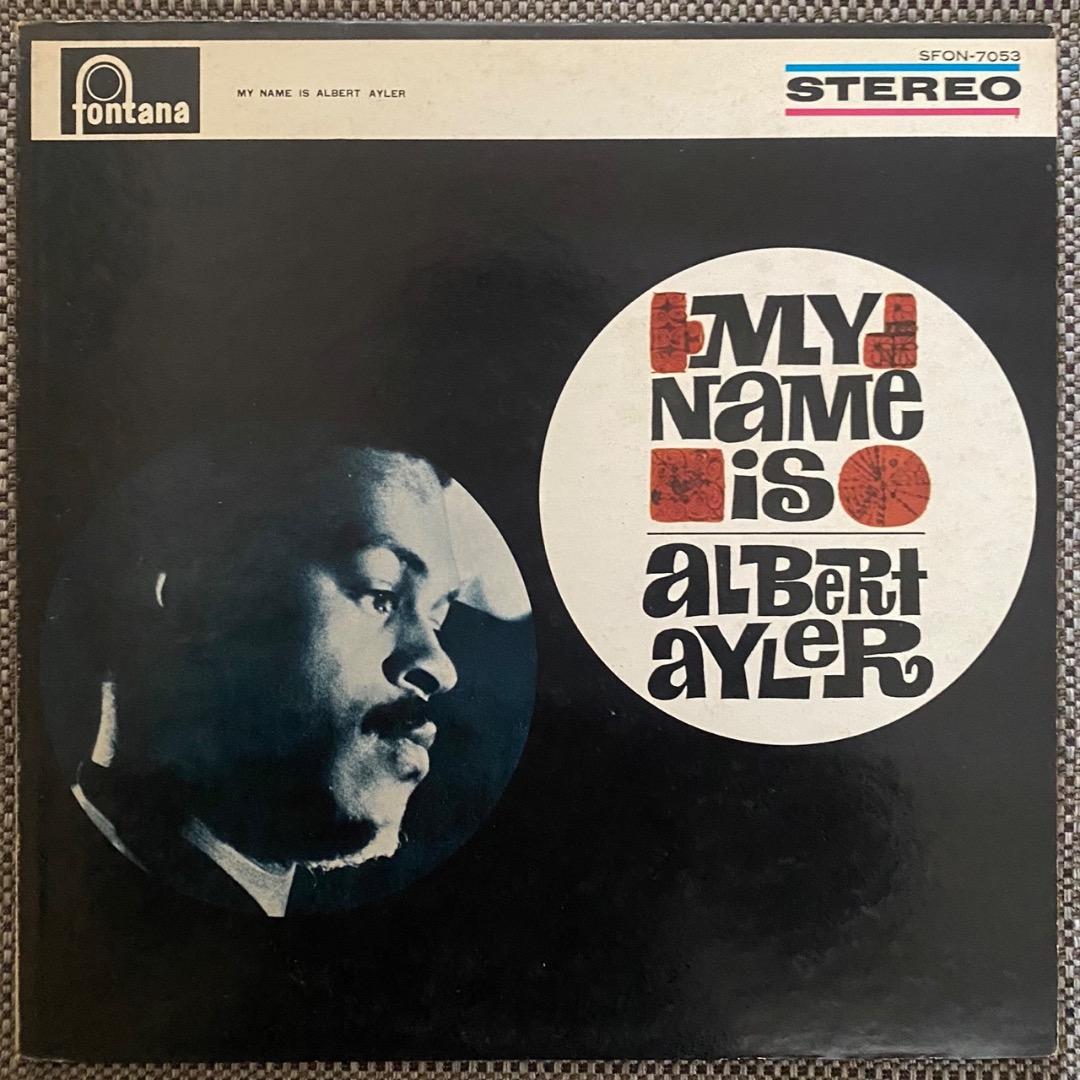 fontana
MY NAME IS ALBERT AYLER
SFON-7053
STEREO
MY
NaMe
iS
aLBeRt
aYLeR